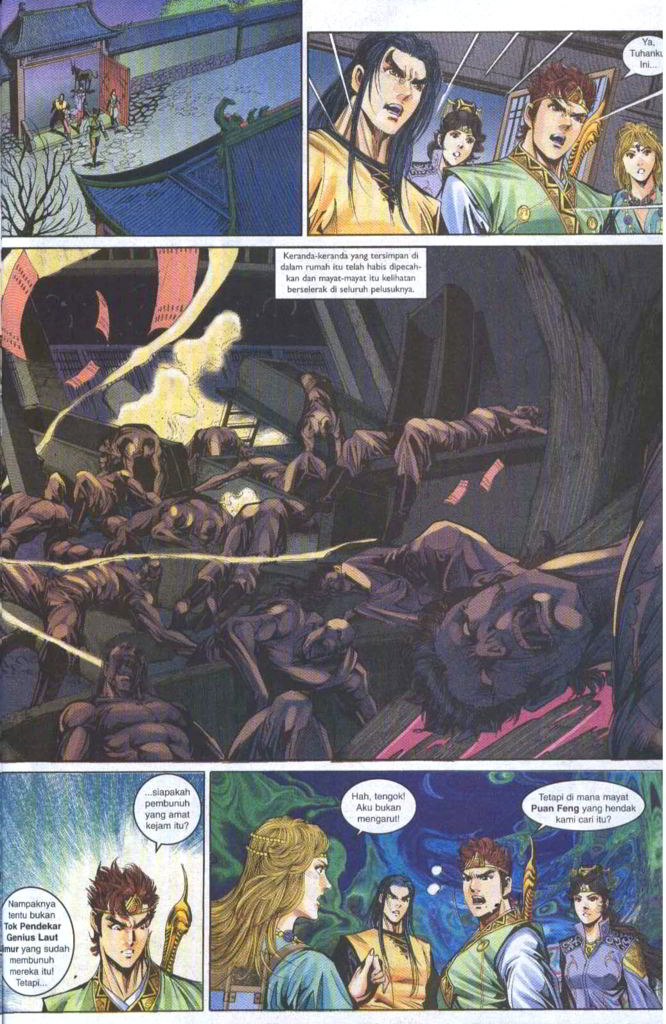 Ya,
Tuhanku
Ini...
Keranda-keranda yang tersimpan di
dalam rumah itu telah habis dipecah-
kan dan mayat-mayat itu kelihatan
berselerak di seluruh pelusuknya.
...siapakah
pembunuh
yang amat
kejam itu?
Nampaknya
tentu bukan
Tok Pendekar
Genius Laut
imur yang sudah
membunuh
mereka itu!
Tetapi...
Hah, tengok!
Aku bukan
mengarut!
Tetapi di mana mayat
Puan Feng yang hendak
kami cari itu?